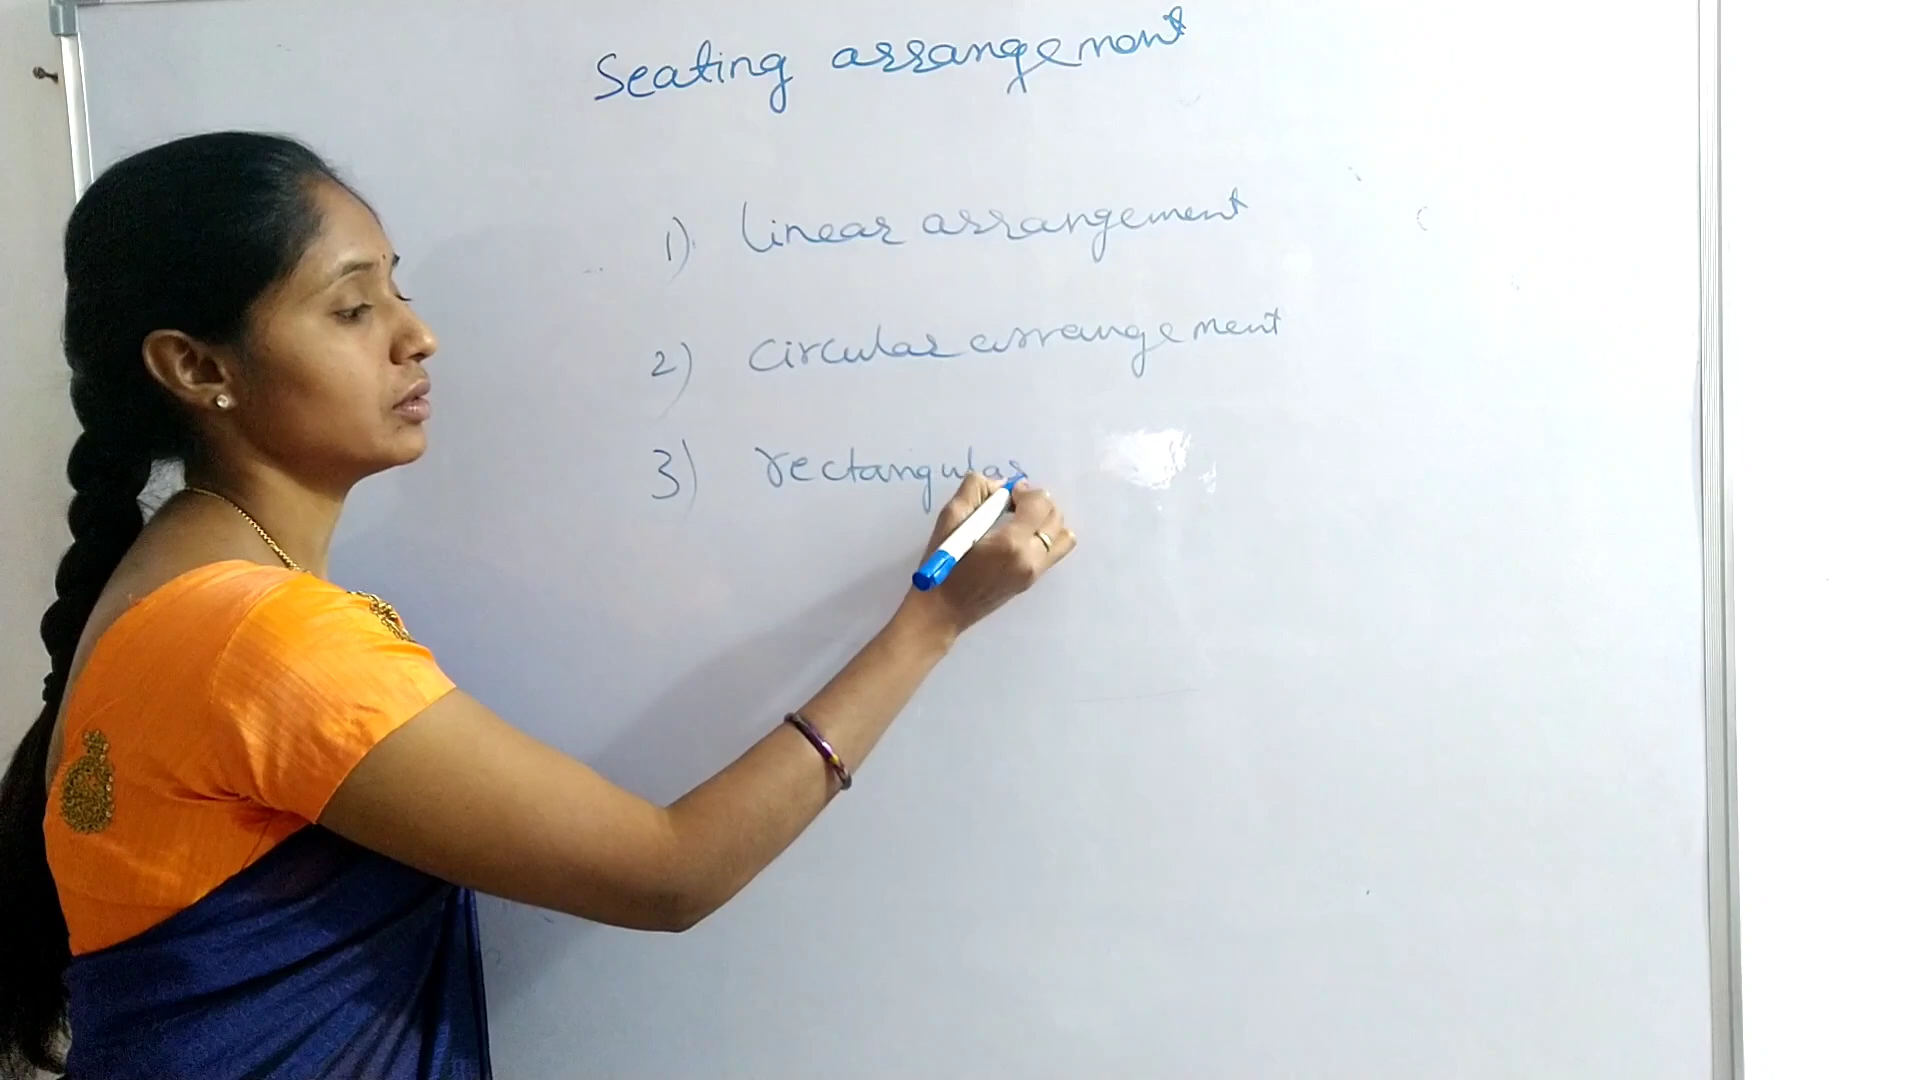 Seating arrangement
1) linear arrangement
2) circular arrangement
3) rectangular